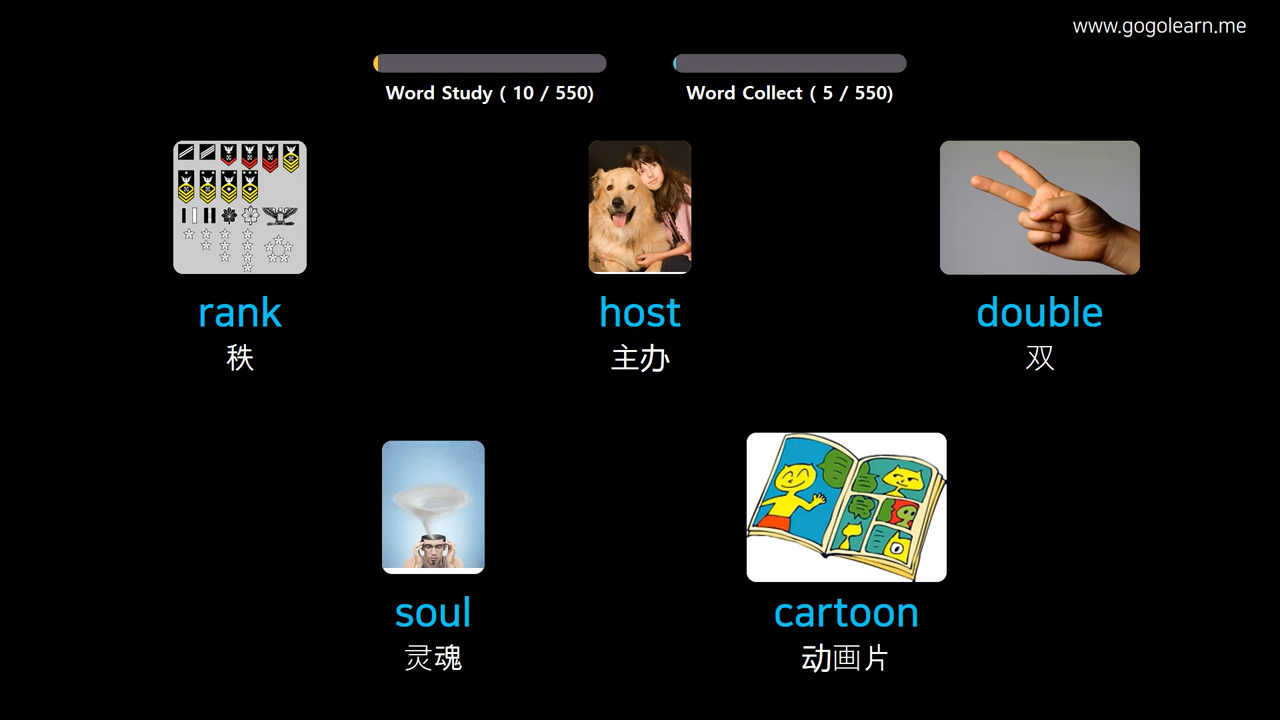 www.gogolearn.me
Word Study ( 10 / 550)
Word Collect ( 5 / 550)
rank
秩
host
主办
double
双
soul
灵魂
cartoon
动画片